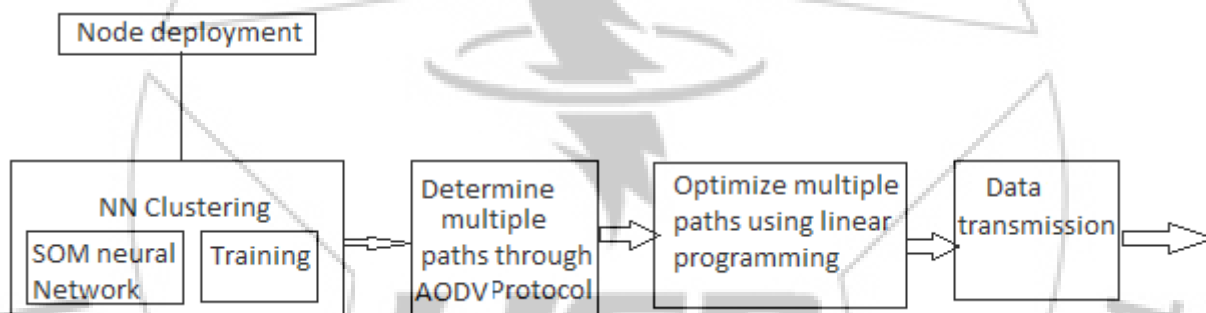 Node deployment
NN Clustering
SOM neural
Network
Training
Determine
multiple
paths through
AODV Protocol
Optimize multiple
paths using linear
programming
Data
transmission